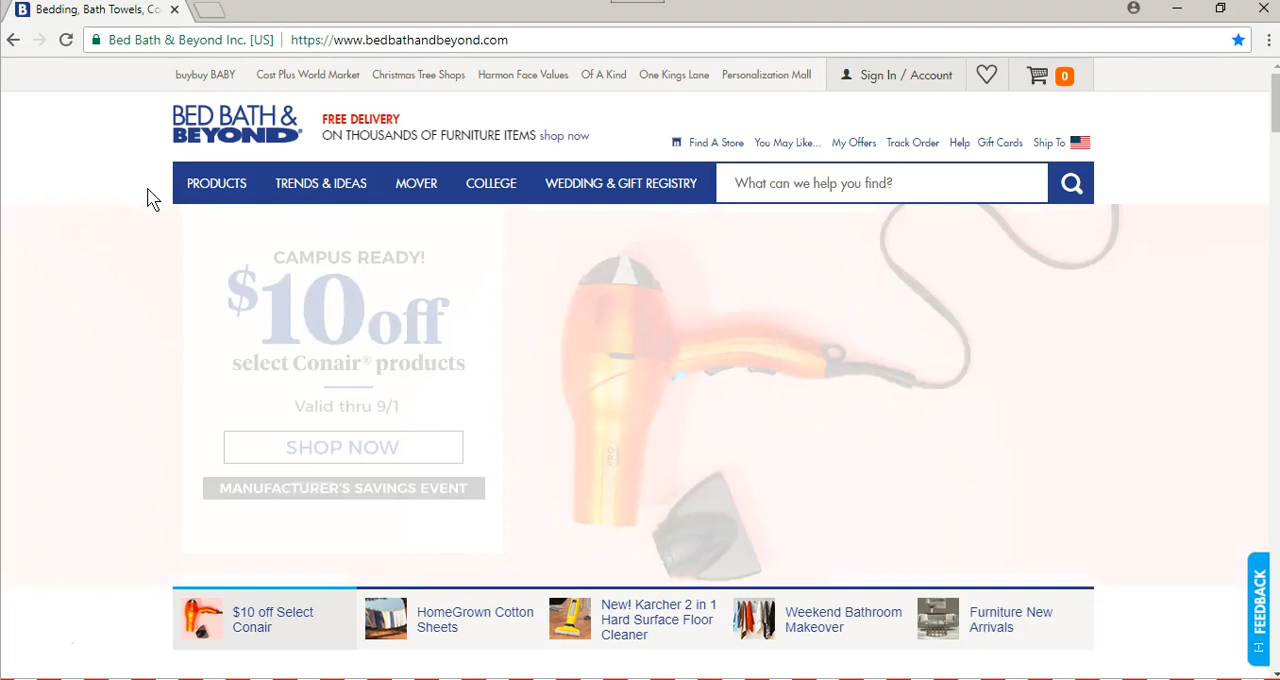 Bedding, Bath Towels, Co
Bed Bath & Beyond Inc. [US] https://www.bedbathandbeyond.com
buybuy BABY Cost Plus World Market Christmas Tree Shops Harmon Face Values Of A Kind One Kings Lane Personalization Mall Sign In / Account 0
BED BATH &
BEYOND
FREE DELIVERY
ON THOUSANDS OF FURNITURE ITEMS shop now
Find A Store You May Like... My Offers Track Order Help Gift Cards Ship To
PRODUCTS TRENDS & IDEAS MOVER COLLEGE WEDDING & GIFT REGISTRY What can we help you find?
CAMPUS READY!
$10 off
select Conair® products
Valid thru 9/1
SHOP NOW
MANUFACTURER'S SAVINGS EVENT
$10 off Select
Conair
HomeGrown Cotton
Sheets
New! Karcher 2 in 1
Hard Surface Floor
Cleaner
Weekend Bathroom
Makeover
Furniture New
Arrivals
FEEDBACK